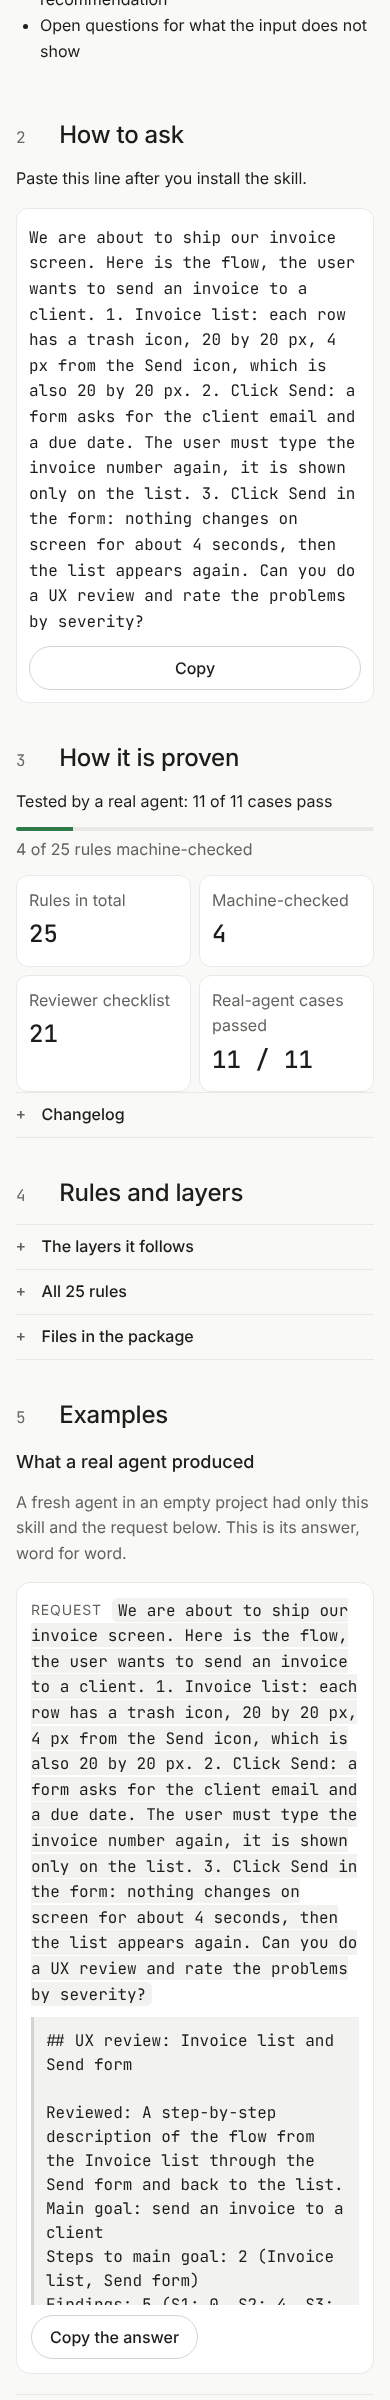 recommendation
• Open questions for what the input does not
show
2 How to ask
Paste this line after you install the skill.
We are about to ship our invoice
screen. Here is the flow, the user
wants to send an invoice to a
client. 1. Invoice list: each row
has a trash icon, 20 by 20 px, 4
px from the Send icon, which is
also 20 by 20 px. 2. Click Send: a
form asks for the client email and
a due date. The user must type the
invoice number again, it is shown
only on the list. 3. Click Send in
the form: nothing changes on
screen for about 4 seconds, then
the list appears again. Can you do
a UX review and rate the problems
by severity?
Copy
3 How it is proven
Tested by a real agent: 11 of 11 cases pass
4 of 25 rules machine-checked
Rules in total
25
Machine-checked
4
Reviewer checklist
21
Real-agent cases
passed
11 / 11
+ Changelog
4 Rules and layers
+ The layers it follows
+ All 25 rules
+ Files in the package
5 Examples
What a real agent produced
A fresh agent in an empty project had only this
skill and the request below. This is its answer,
word for word.
REQUEST We are about to ship our
invoice screen. Here is the flow,
the user wants to send an invoice
to a client. 1. Invoice list: each
row has a trash icon, 20 by 20 px,
4 px from the Send icon, which is
also 20 by 20 px. 2. Click Send: a
form asks for the client email and
a due date. The user must type the
invoice number again, it is shown
only on the list. 3. Click Send in
the form: nothing changes on
screen for about 4 seconds, then
the list appears again. Can you do
a UX review and rate the problems
by severity?
## UX review: Invoice list and
Send form
Reviewed: A step-by-step
description of the flow from
the Invoice list through the
Send form and back to the list.
Main goal: send an invoice to a
client
Steps to main goal: 2 (Invoice
list, Send form)
Findings: 5 (S1: 0, S2: 4, S3:
Copy the answer